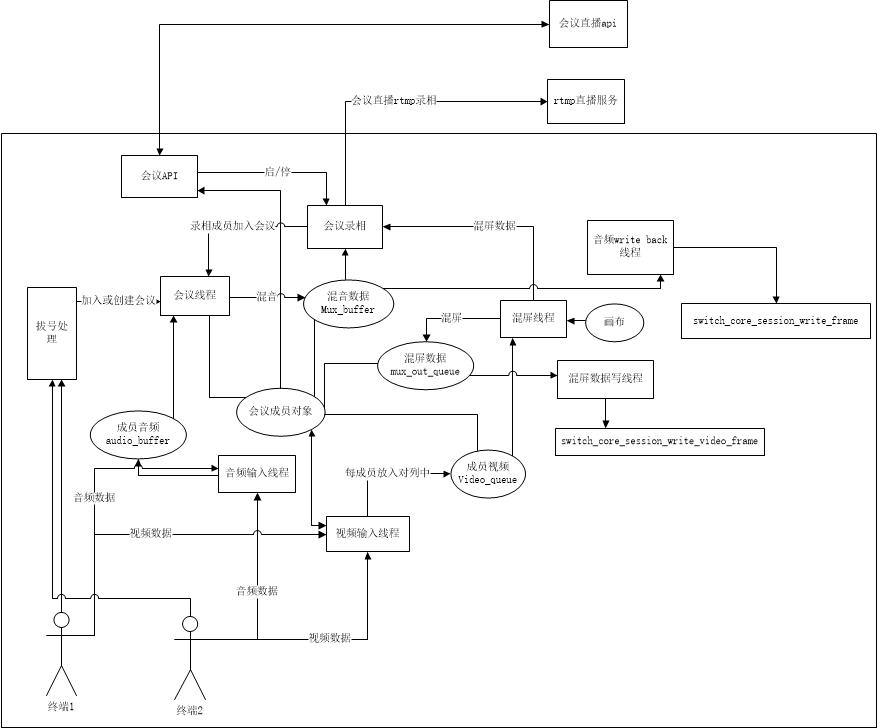 会议直播api
会议直播rtmp录相
rtmp直播服务
会议API
启/停
录相成员加入会议
会议录相
混屏数据
音频write back
线程
拔号处
理
加入或创建会议
会议线程
混音
混音数据
Mux_buffer
混屏
混屏线程
画布
switch_core_session_write_frame
混屏数据
mux_out_queue
混屏数据写线程
会议成员对象
成员音频
audio_buffer
switch_core_session_write_video_frame
音频输入线程
每成员放入对列中
成员视频
Video_queue
音频数据
视频数据
视频输入线程
音频数据
视频数据
终端1
终端2